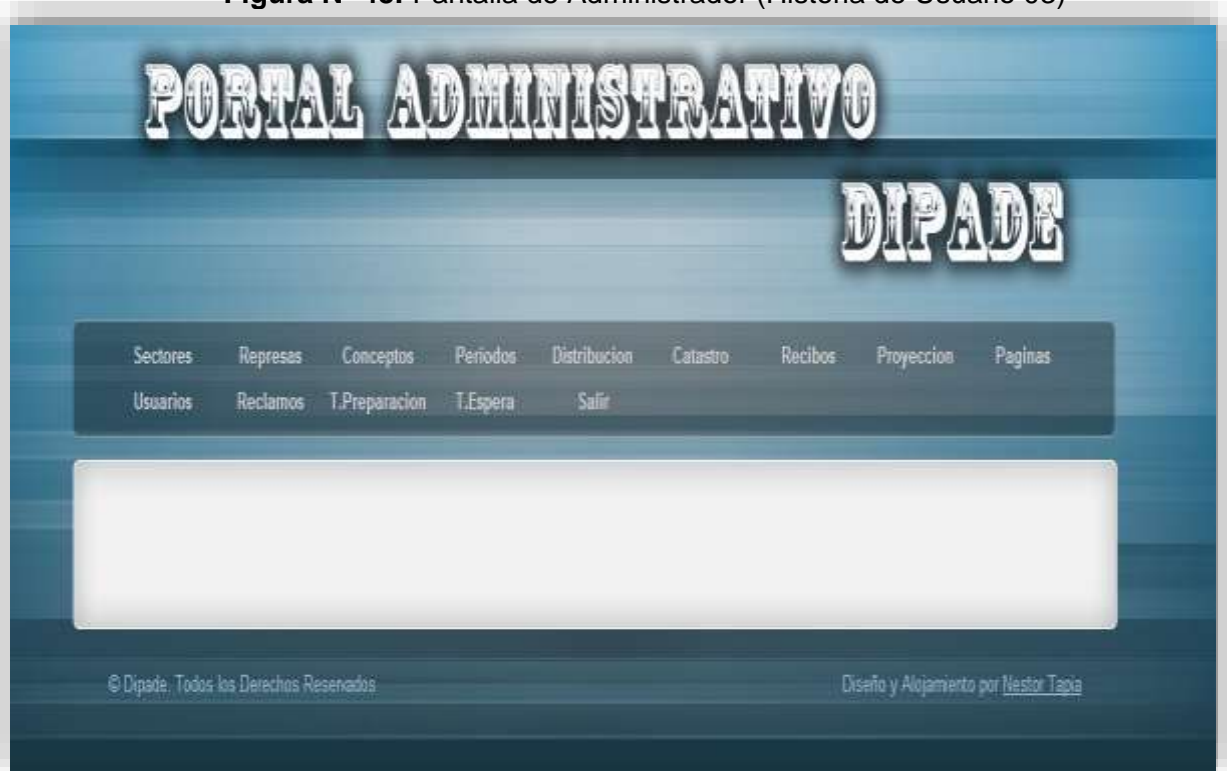 PORTAL ADMINISTRATIVO
DIPADE
Sectores Represas Conceptos Periodos Distribucion Catastro Recibos Proyeccion Paginas
Usuarios Reclamos T.Preparacion T.Espera Salir
© Dipade. Todos los Derechos Reservados
Diseño y Alojamiento por Nestor Tapia